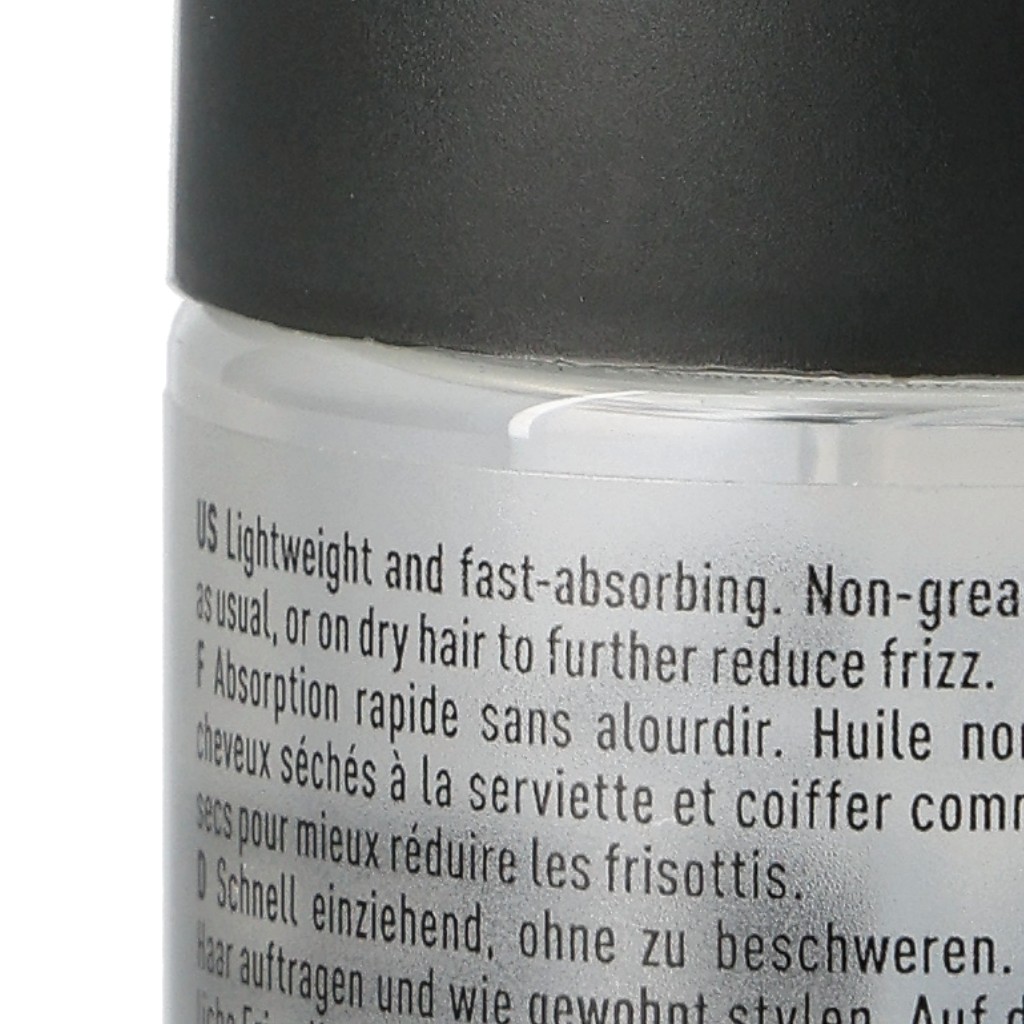 US Lightweight and fast-absorbing. Non-grea
as usual, or on dry hair to further reduce frizz.
F Absorption rapide sans alourdir. Huile no
cheveux séchés à la serviette et coiffer com
secs pour mieux réduire les frisottis.
D Schnell einziehend, ohne zu beschweren.
Haar auftragen und wie gewohnt stylen. Auf d